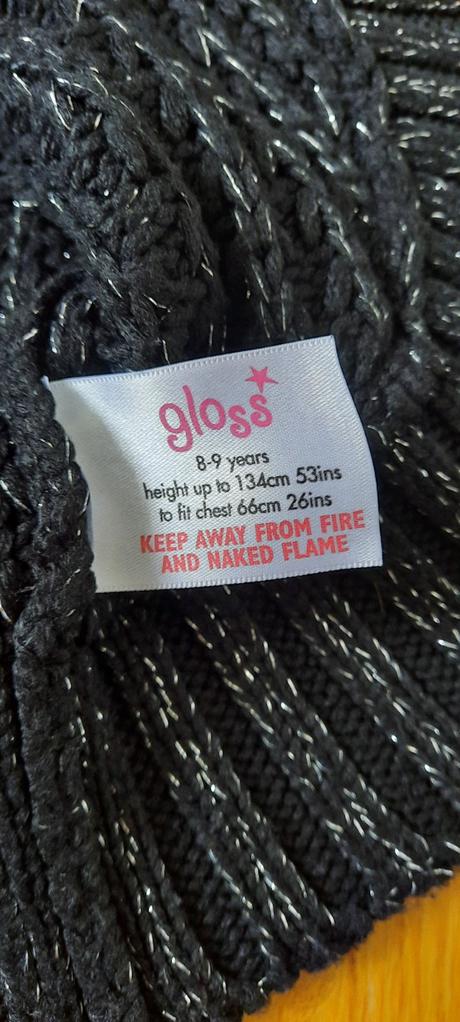 gloss
8-9 years
height up to 134cm 53ins
to fit chest 66cm 26ins
KEEP AWAY FROM FIRE
AND NAKED FLAME